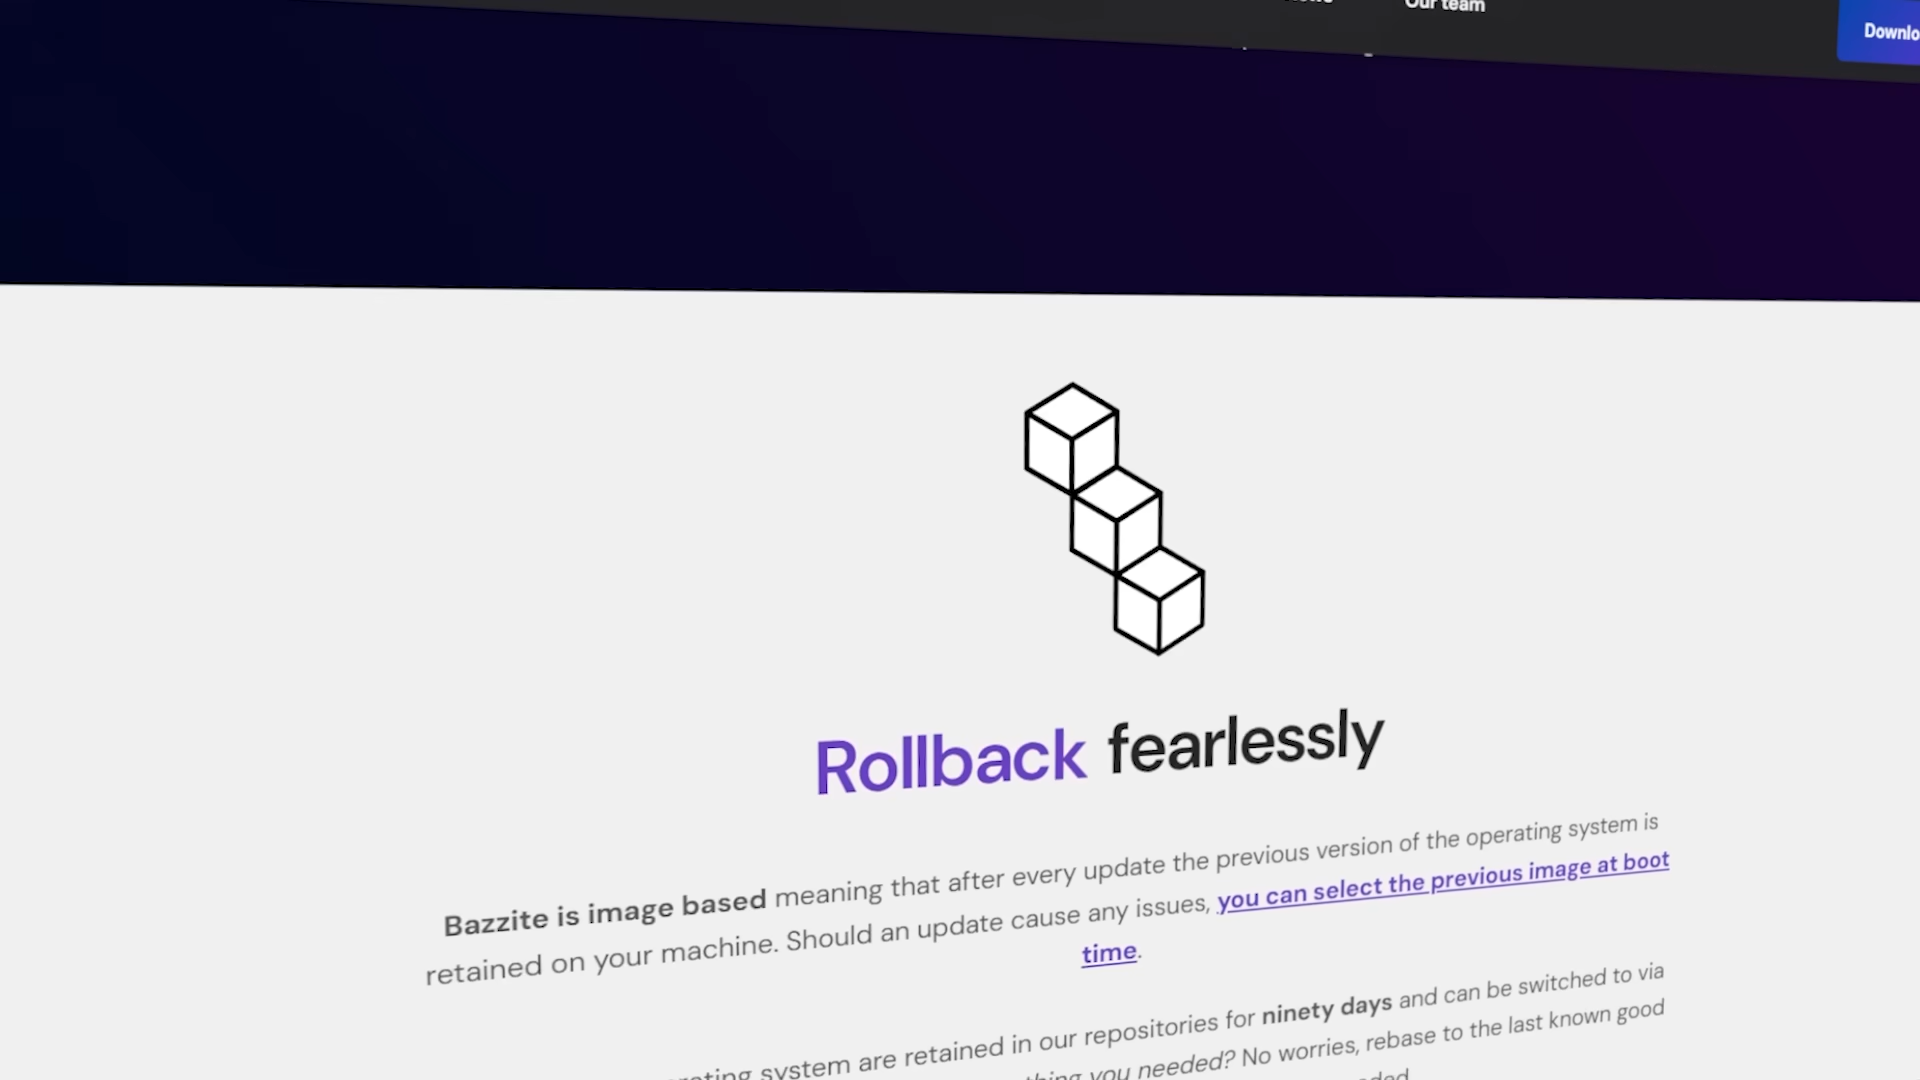 Our team
Rollback fearlessly
Bazzite is image based meaning that after every update the previous version of the operating system is
retained on your machine. Should an update cause any issues, you can select the previous image at boot
time.
system are retained in our repositories for ninety days and can be switched to via
you needed? No worries, rebase to the last known good